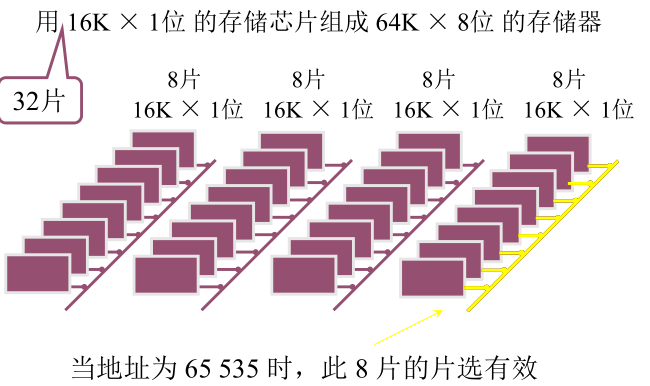 用 16K × 1位 的存储芯片组成 64K × 8位 的存储器
32片
8片 8片 8片 8片
16K × 1位 16K × 1位 16K × 1位 16K × 1位
当地址为 65 535 时，此 8 片的片选有效